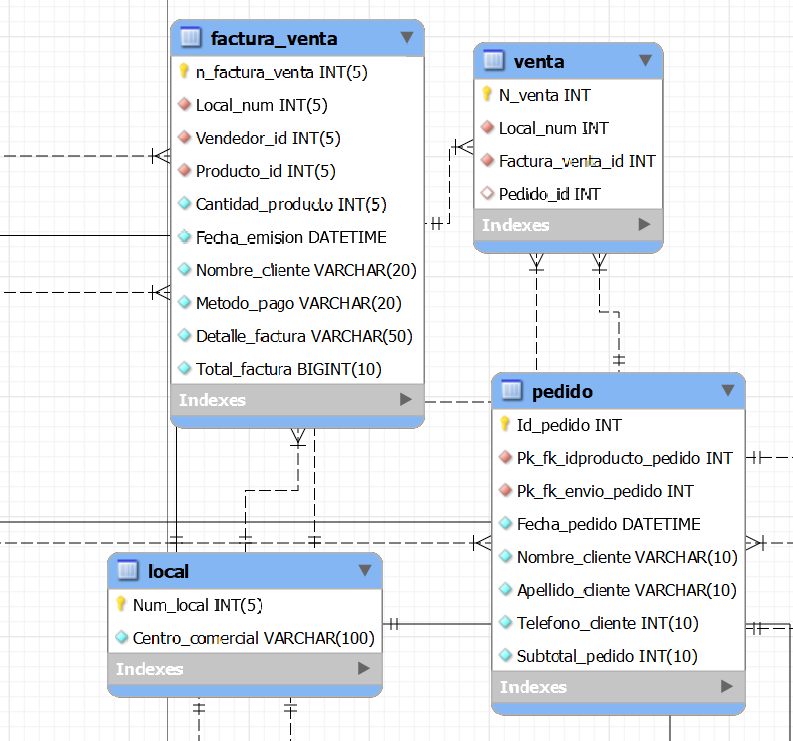 factura_venta
n_factura_venta INT(5)
Local_num INT(5)
Vendedor_id INT(5)
Producto_id INT(5)
Cantidad_producto INT(5)
Fecha_emision DATETIME
Nombre_cliente VARCHAR(20)
Metodo_pago VARCHAR(20)
Detalle_factura VARCHAR(50)
Total_factura BIGINT(10)
Indexes
venta
N_venta INT
Local_num INT
Factura_venta_id INT
Pedido_id INT
Indexes
pedido
Id_pedido INT
Pk_fk_idproducto_pedido INT
Pk_fk_envio_pedido INT
Fecha_pedido DATETIME
Nombre_cliente VARCHAR(10)
Apellido_cliente VARCHAR(10)
Telefono_cliente INT(10)
Subtotal_pedido INT(10)
Indexes
local
Num_local INT(5)
Centro_comercial VARCHAR(100)
Indexes